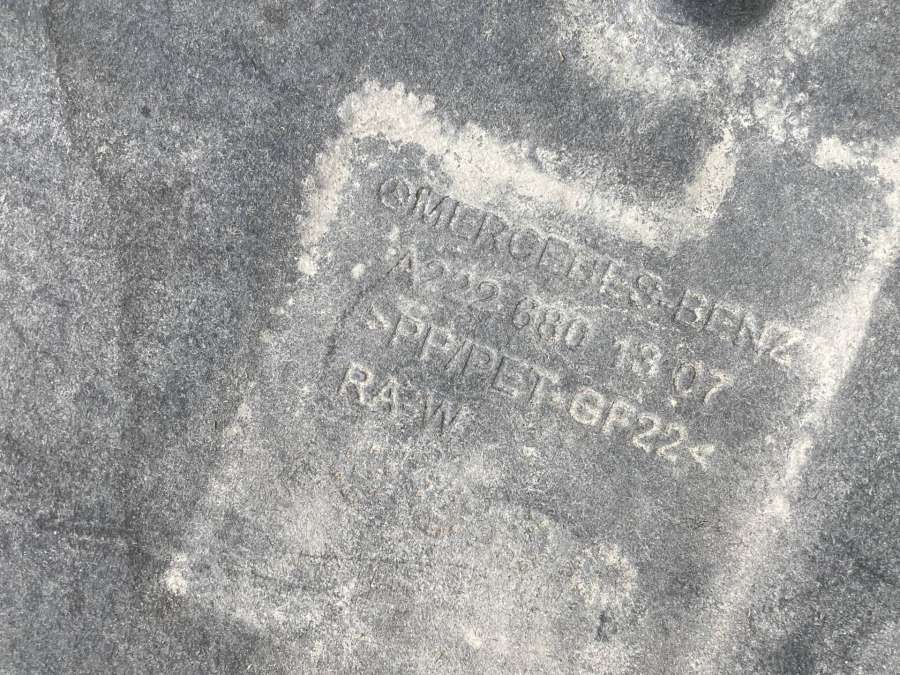 MERCEDES-BENZ
A222 680 13 07
>PP/PET-GF22<
RA-W